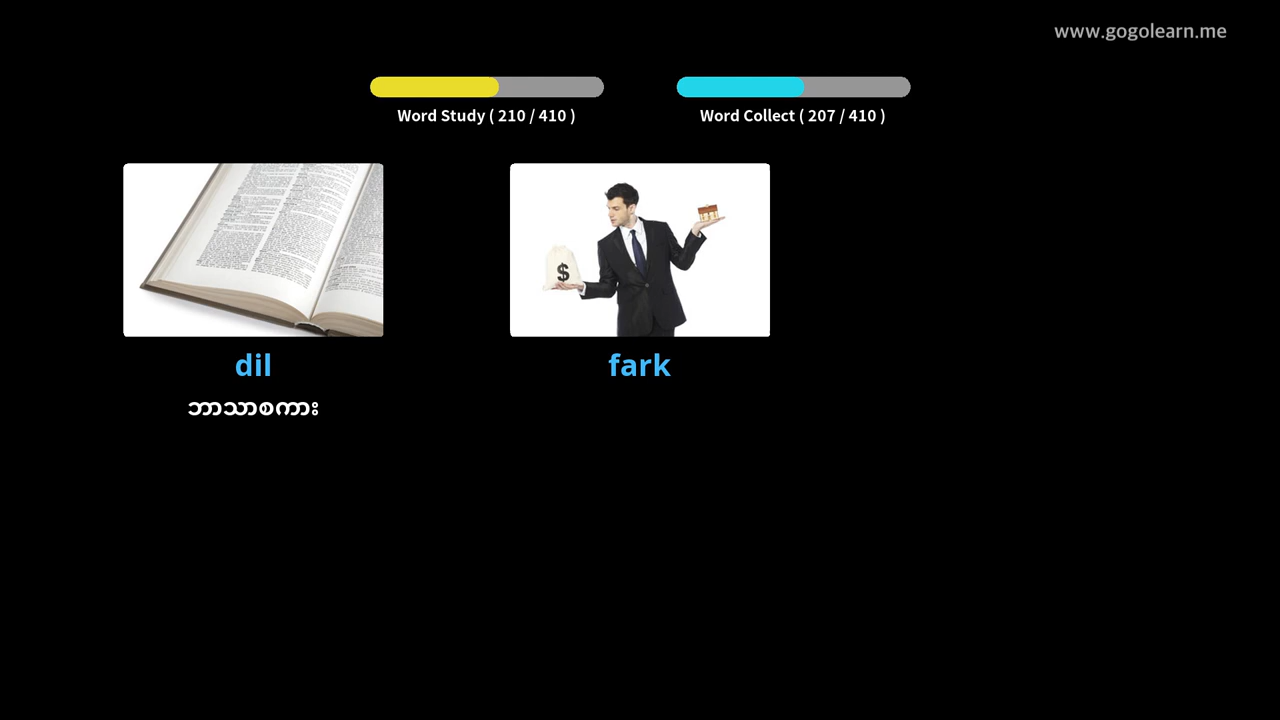 www.gogolearn.me
Word Study ( 210 / 410 )
Word Collect ( 207 / 410 )
$
dil
fark
ဘာသာစကား